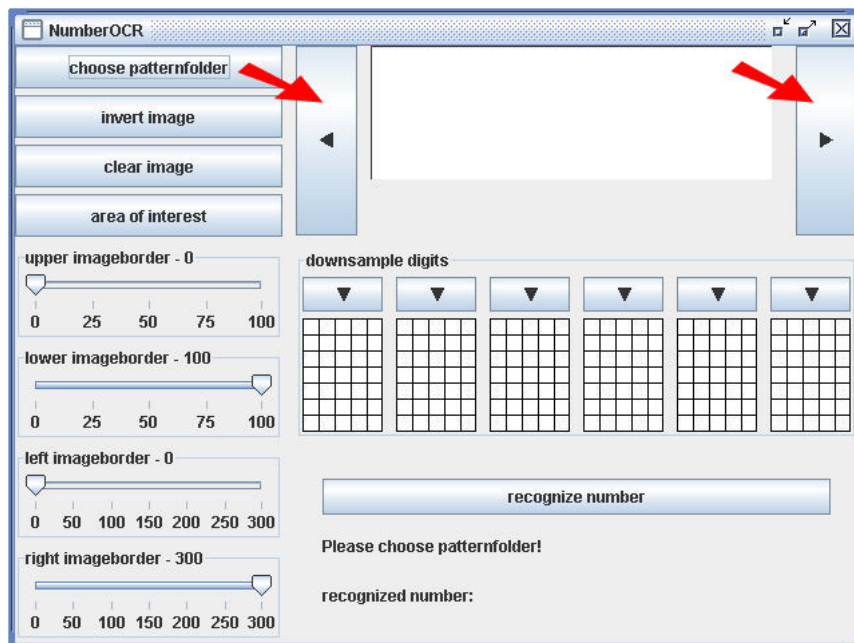 NumberOCR
choose patternfolder
invert image
clear image
area of interest
upper imageborder - 0
0 25 50 75 100
lower imageborder - 100
0 25 50 75 100
left imageborder - 0
0 50 100 150 200 250 300
right imageborder - 300
0 50 100 150 200 250 300
downsample digits
recognize number
Please choose patternfolder!
recognized number: